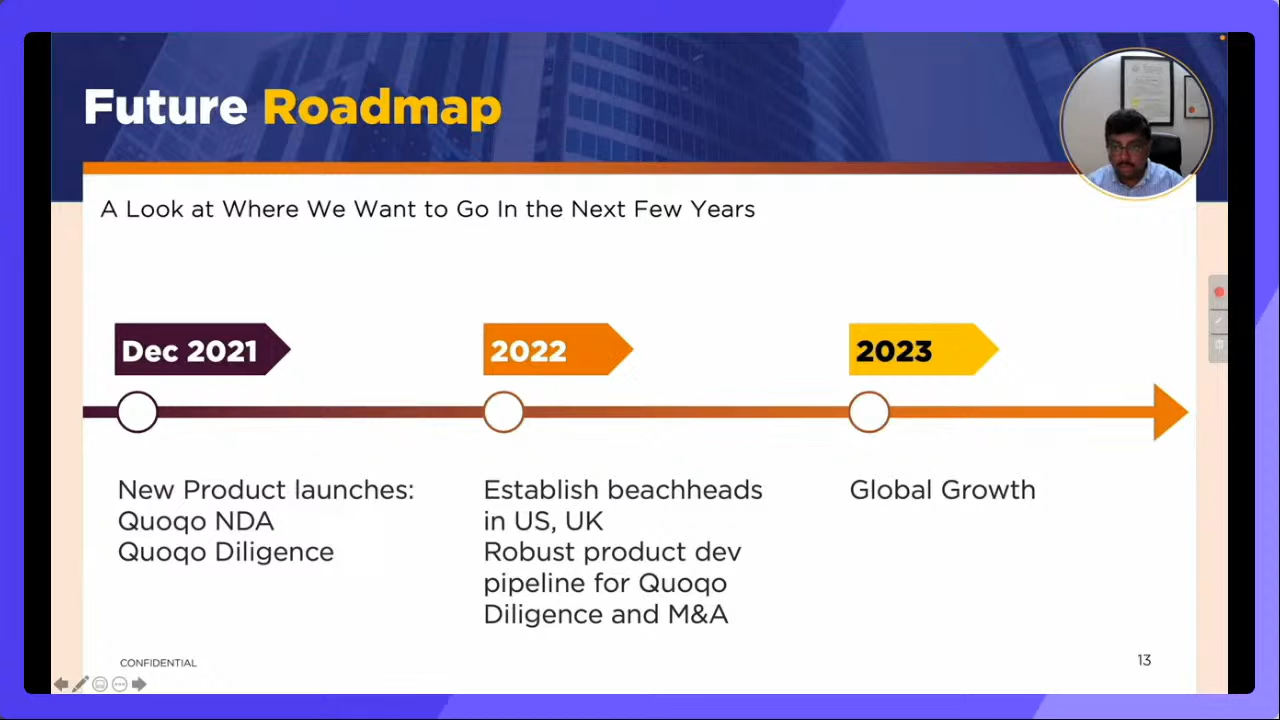 Future Roadmap
A Look at Where We Want to Go In the Next Few Years
Dec 2021
2022
2023
New Product launches:
Quoqo NDA
Quoqo Diligence
Establish beachheads
in US, UK
Robust product dev
pipeline for Quoqo
Diligence and M&A
Global Growth
CONFIDENTIAL
13